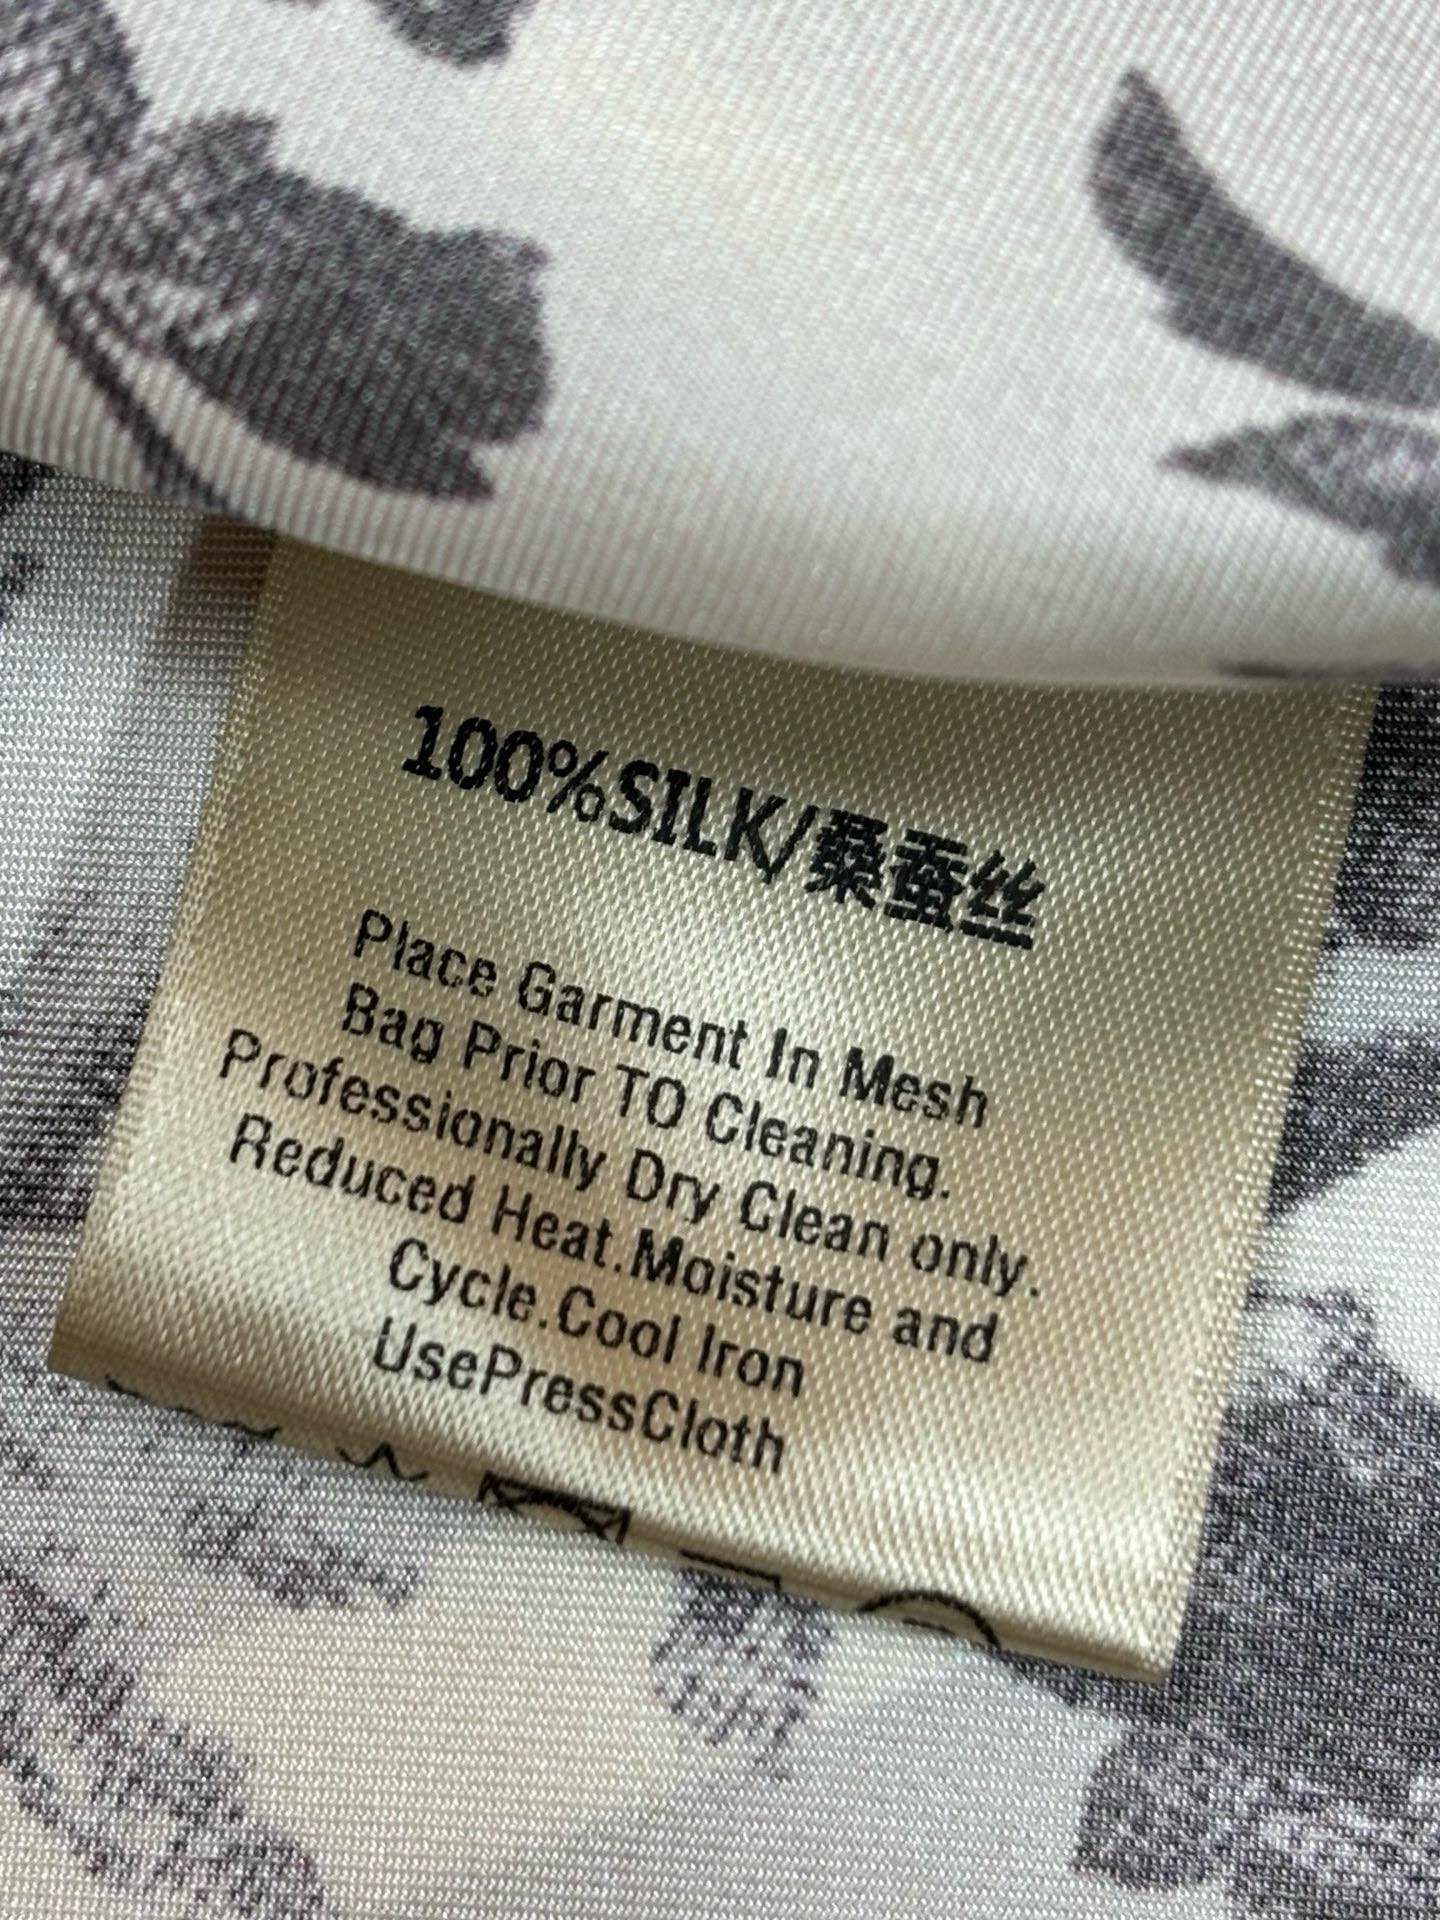 100%SILK/桑蚕丝
Place Garment In Mesh
Bag Prior TO Cleaning.
Professionally Dry Clean only.
Reduced Heat.Moisture and
Cycle.Cool Iron
UsePressCloth